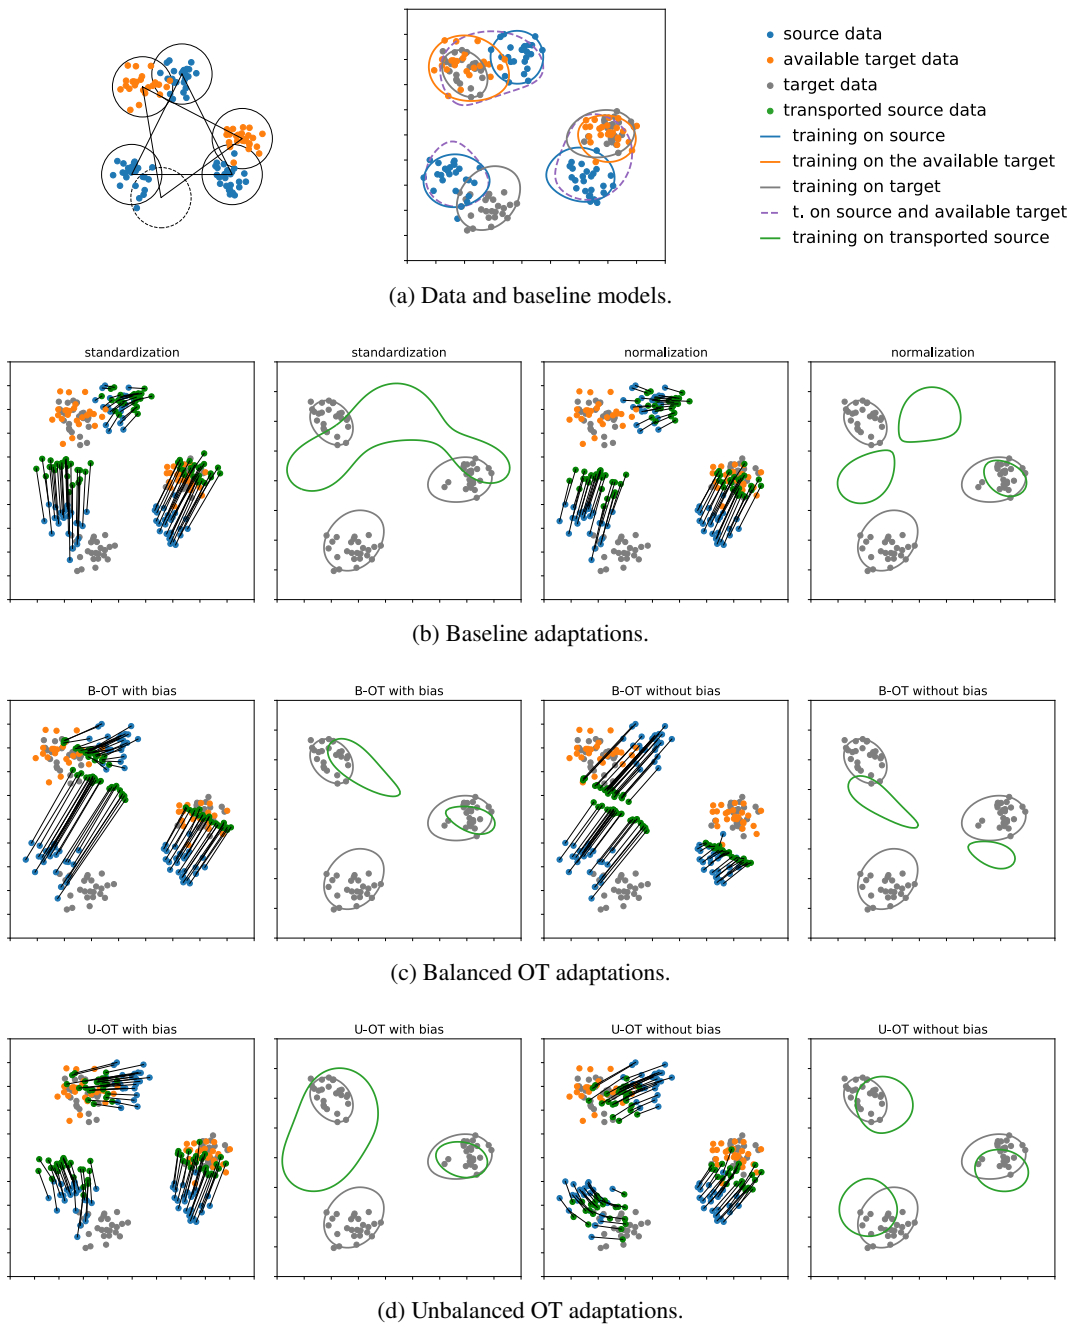 source data
available target data
target data
transported source data
training on source
training on the available target
training on target
t. on source and available target
training on transported source
(a) Data and baseline models.
standardization
standardization
normalization
normalization
(b) Baseline adaptations.
B-OT with bias
B-OT with bias
B-OT without bias
B-OT without bias
(c) Balanced OT adaptations.
U-OT with bias
U-OT with bias
U-OT without bias
U-OT without bias
(d) Unbalanced OT adaptations.